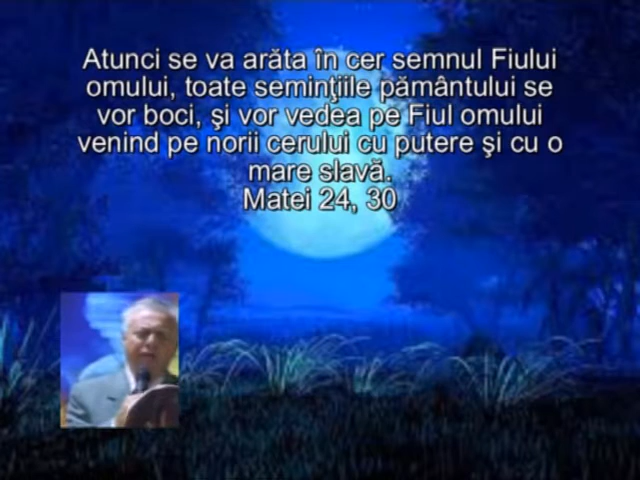 Atunci se va arăta în cer semnul Fiului
omului, toate seminţiile pământului se
vor boci, şi vor vedea pe Fiul omului
venind pe norii cerului cu putere şi cu o
mare slavă.
Matei 24, 30